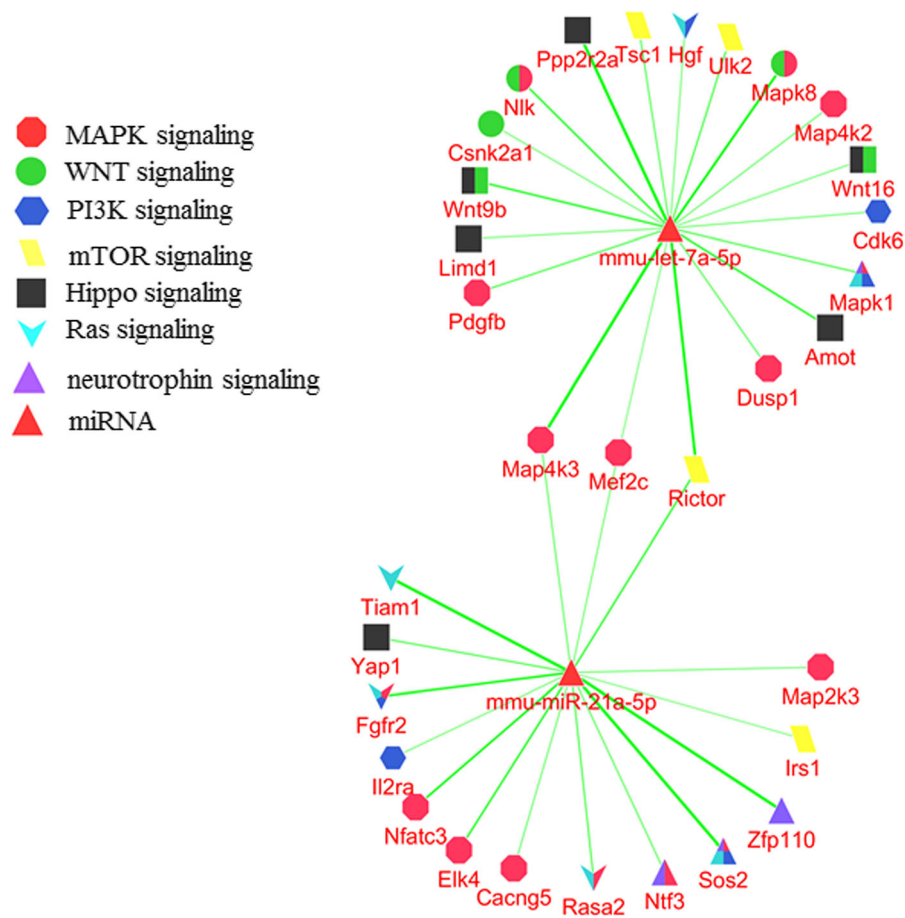 MAPK signaling
WNT signaling
PI3K signaling
mTOR signaling
Hippo signaling
Ras signaling
neurotrophin signaling
miRNA
Ppp2r2a
Tsc1
Hgf
Ulk2
Mapk8
Nlk
Map4k2
Csnk2a1
Wnt16
Wnt9b
Cdk6
Limd1
mmu-let-7a-5p
Mapk1
Pdgfb
Amot
Dusp1
Map4k3
Mef2c
Rictor
Tiam1
Yap1
Map2k3
mmu-miR-21a-5p
Fgfr2
Irs1
Il2ra
Nfatc3
Zfp110
Elk4
Sos2
Cacng5
Ntf3
Rasa2